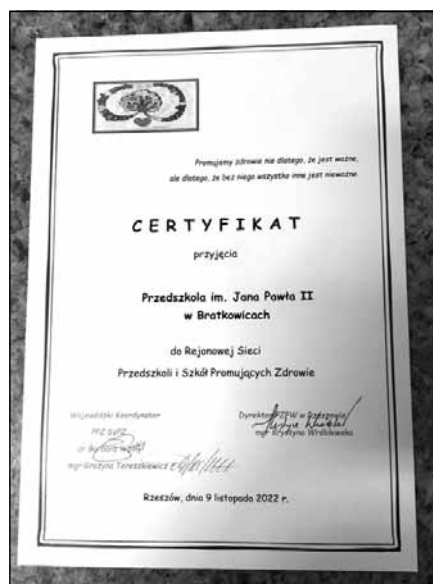 Promujemy zdrowie nie dlatego, że jest ważne,
ale dlatego, że bez niego wszystko inne jest nieważne.
CERTYFIKAT
przyjęcia
Przedszkola im. Jana Pawła II
w Bratkowicach
do Rejonowej Sieci
Przedszkoli i Szkół Promujących Zdrowie
Wojewódzki Koordynator
dr Barbara
mgr Grażyna Tereszkiewicz
Dyrektor PZPW w Rzeszowie
mgr Krystyna Wróblewska
Rzeszów, dnia 9 listopada 2022 r.